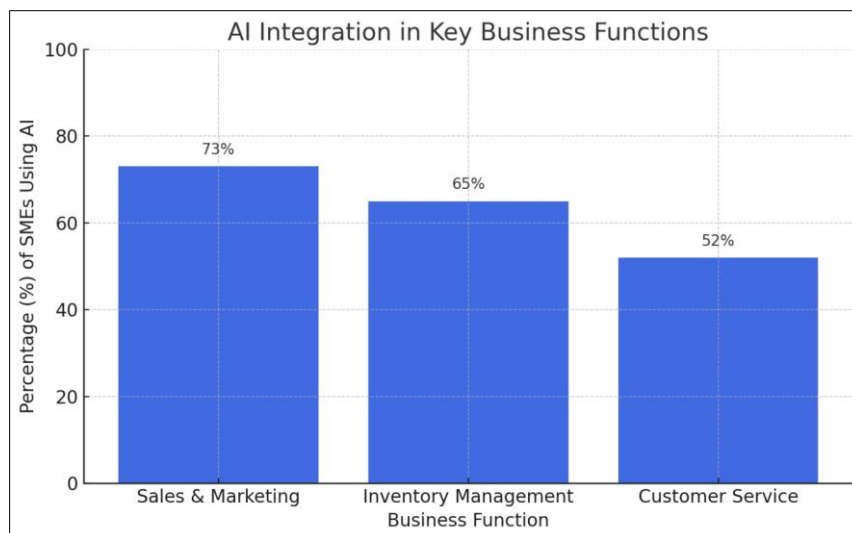 AI Integration in Key Business Functions
Percentage (%) of SMEs Using AI
100
80
60
40
20
0
73%
65%
52%
Sales & Marketing
Inventory Management
Customer Service
Business Function